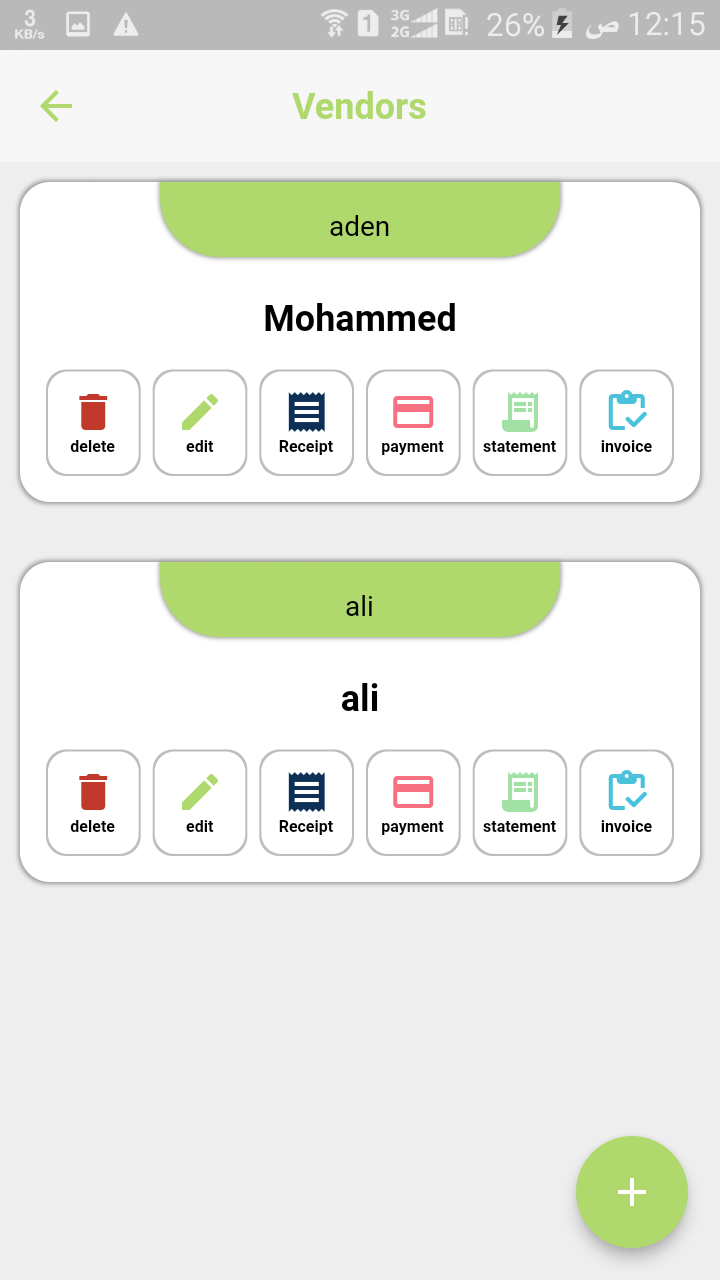 3
KB/s
1
3G
2G
26%
ص 12:15
Vendors
aden
Mohammed
delete edit Receipt payment statement invoice
ali
ali
delete edit Receipt payment statement invoice